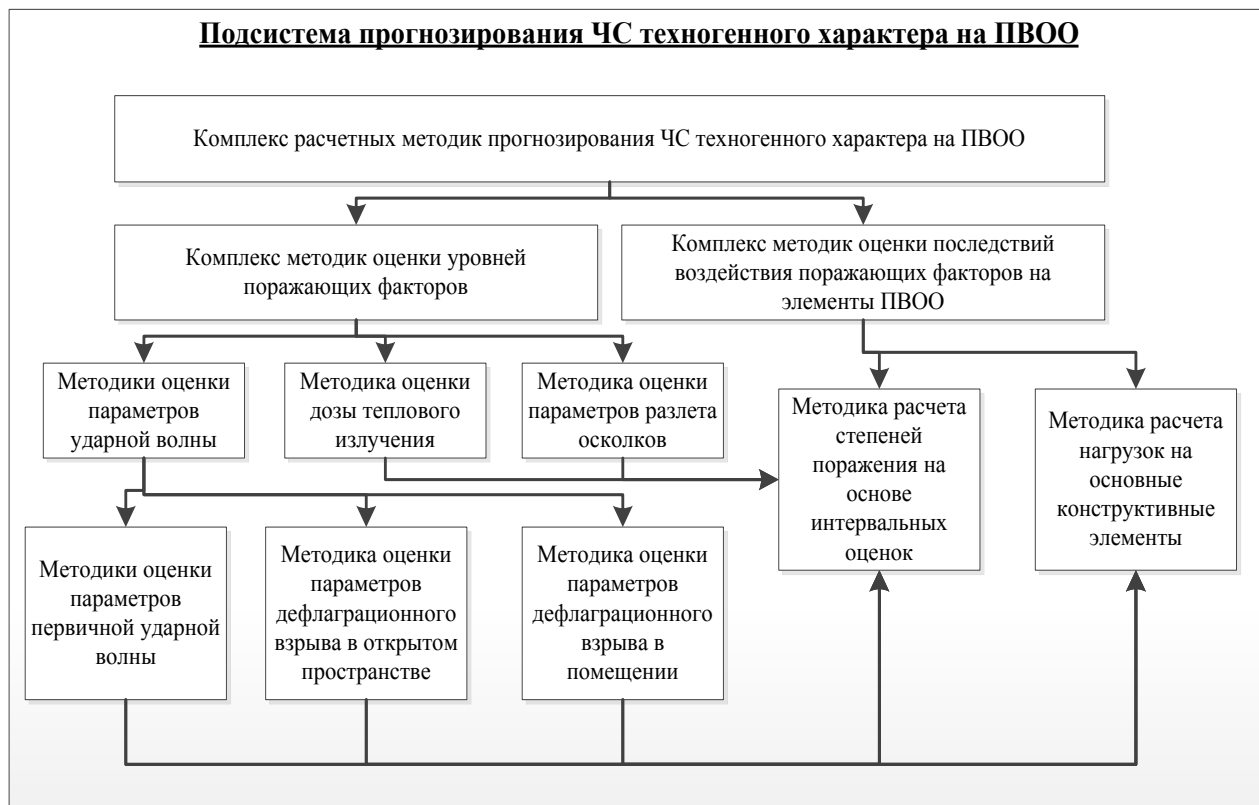 Подсистема прогнозирования ЧС техногенного характера на ПВОО
Комплекс расчетных методик прогнозирования ЧС техногенного характера на ПВОО
Комплекс методик оценки уровней
поражающих факторов
Комплекс методик оценки последствий
воздействия поражающих факторов на
элементы ПВОО
Методики оценки
параметров
ударной волны
Методика оценки
дозы теплового
излучения
Методика оценки
параметров разлета
осколков
Методика расчета
степеней
поражения на
основе
интервальных
оценок
Методика расчета
нагрузок на
основные
конструктивные
элементы
Методики оценки
параметров
первичной ударной
волны
Методика оценки
параметров
дефлаграционного
взрыва в открытом
пространстве
Методика оценки
параметров
дефлаграционного
взрыва в
помещении